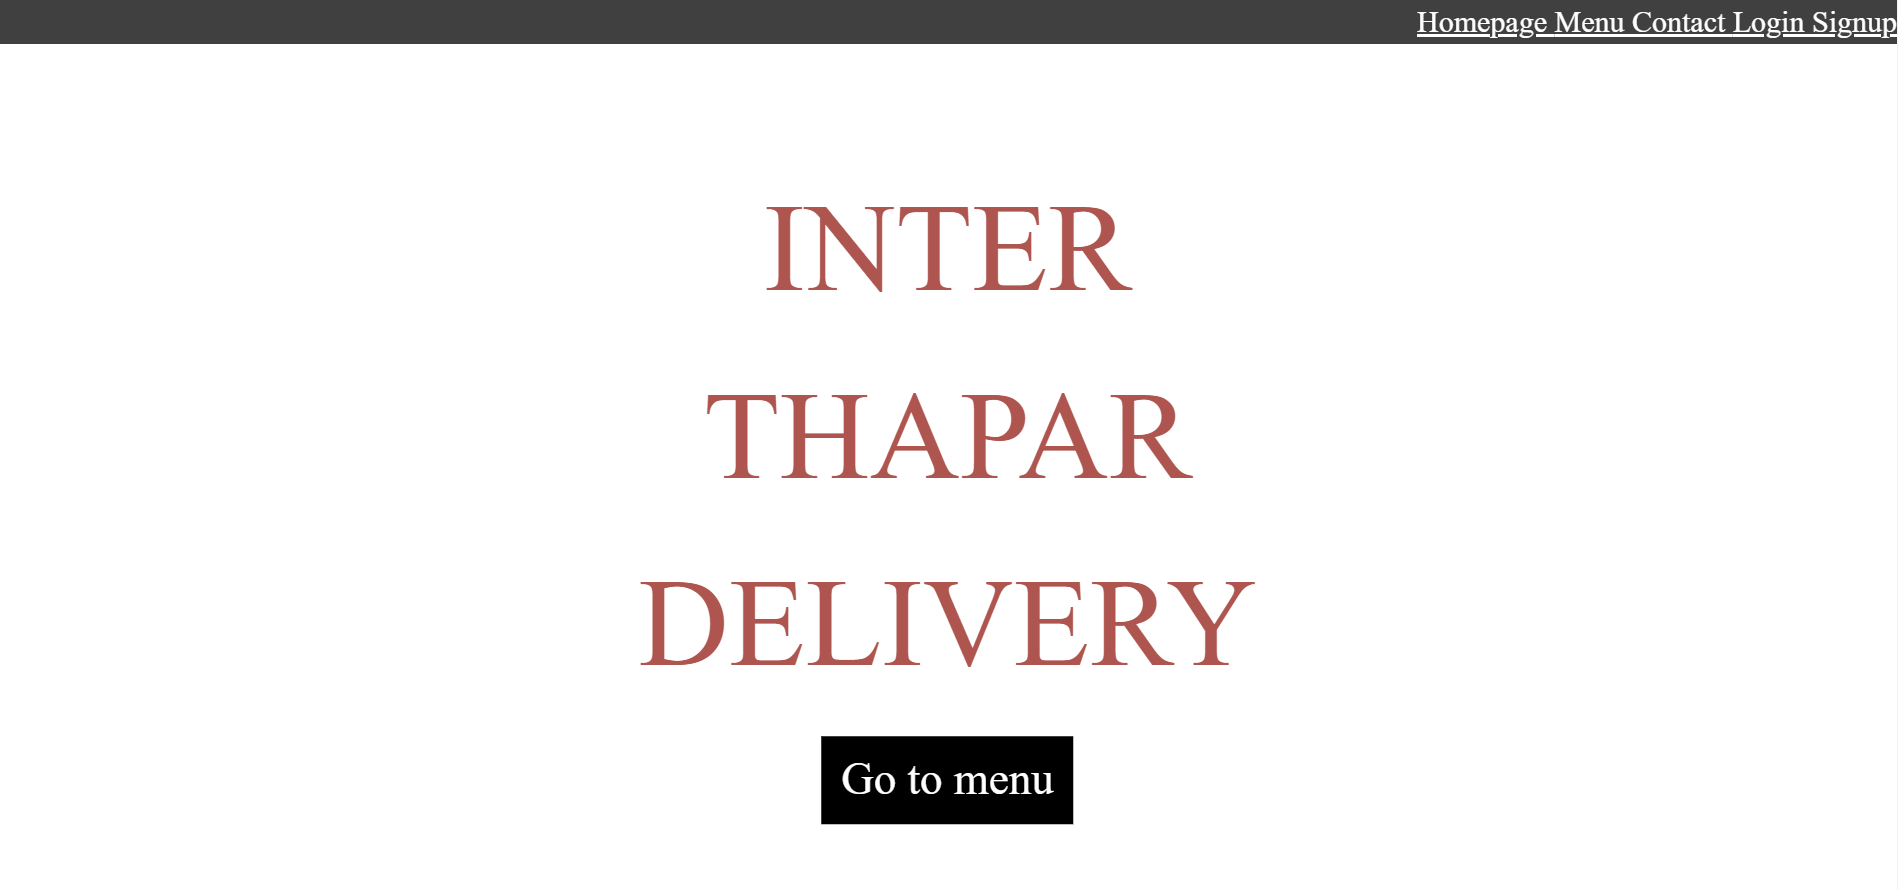 Homepage Menu Contact Login Signup
INTER
THAPAR
DELIVERY
Go to menu